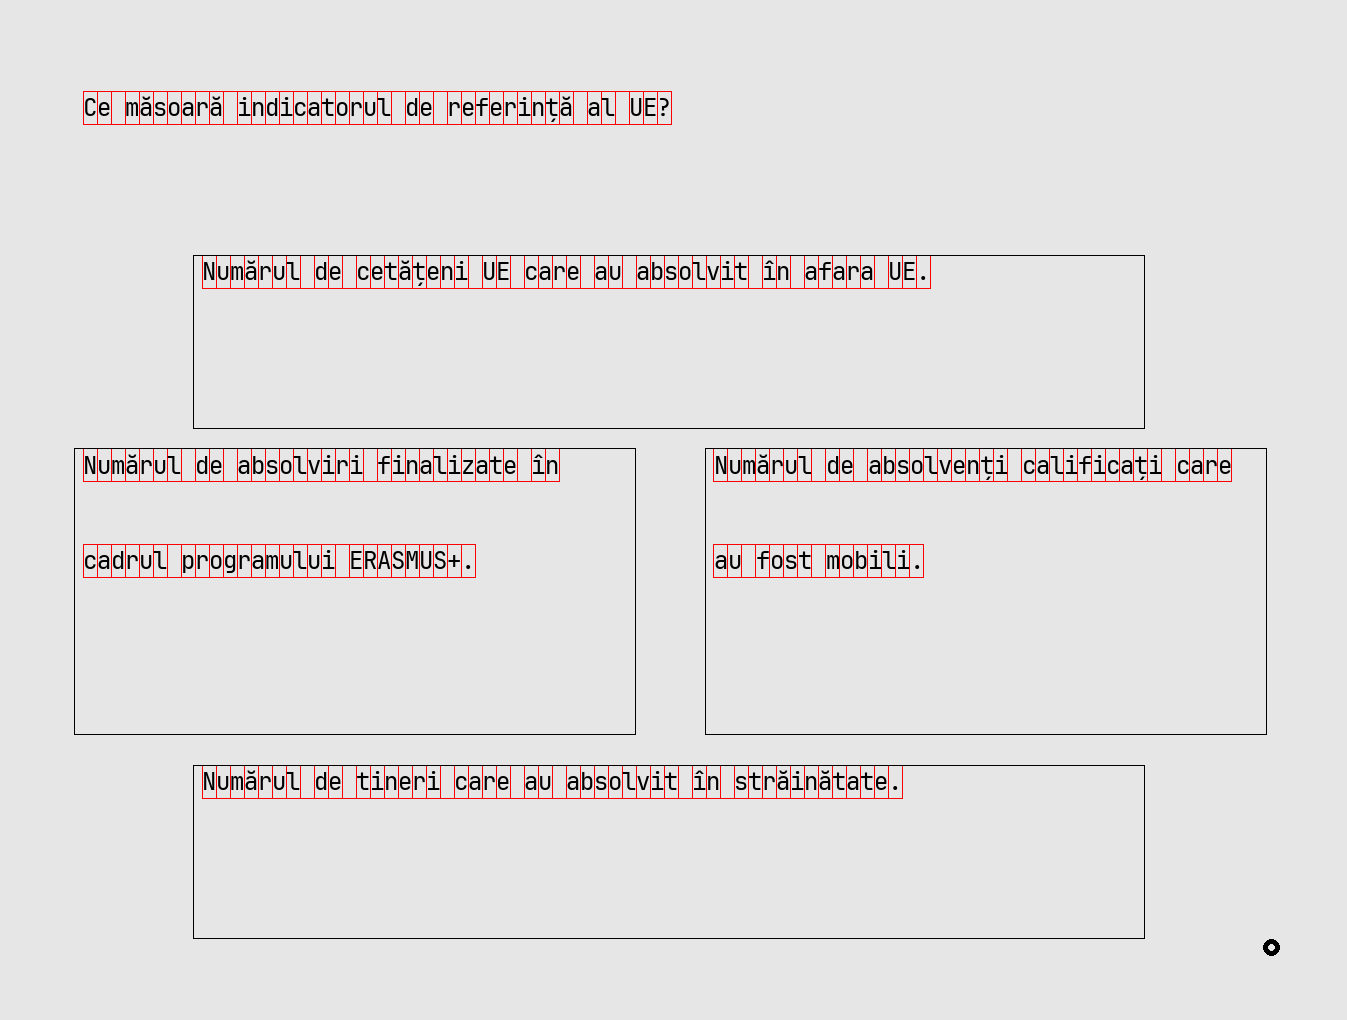 Ce măsoară indicatorul de referință al UE?
Numărul de cetățeni UE care au absolvit în afara UE.
Numărul de absolviri finalizate în
cadrul programului ERASMUS+.
Numărul de absolvenți calificați care
au fost mobili.
Numărul de tineri care au absolvit în străinătate.